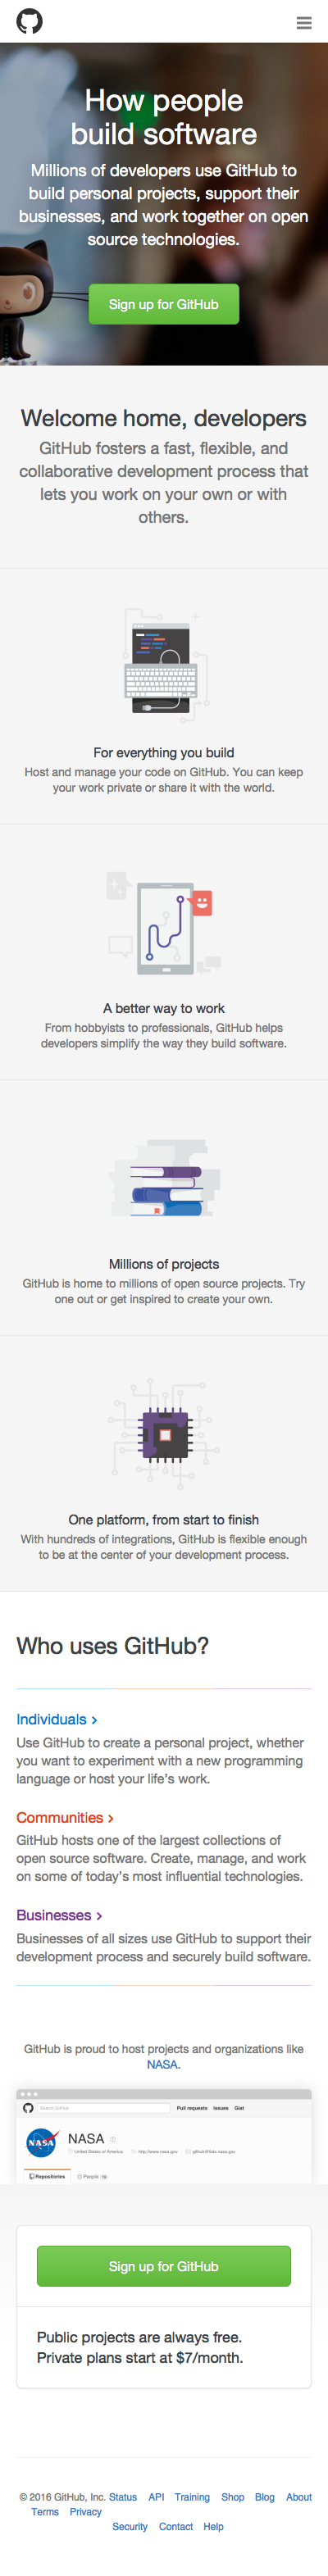 How people
build software
Millions of developers use GitHub to
build personal projects, support their
businesses, and work together on open
source technologies.
Sign up for GitHub
Welcome home, developers
GitHub fosters a fast, flexible, and
collaborative development process that
lets you work on your own or with
others.
For everything you build
Host and manage your code on GitHub. You can keep
your work private or share it with the world.
A better way to work
From hobbyists to professionals, GitHub helps
developers simplify the way they build software.
Millions of projects
GitHub is home to millions of open source projects. Try
one out or get inspired to create your own.
One platform, from start to finish
With hundreds of integrations, GitHub is flexible enough
to be at the center of your development process.
Who uses GitHub?
Individuals ›
Use GitHub to create a personal project, whether
you want to experiment with a new programming
language or host your life's work.
Communities ›
GitHub hosts one of the largest collections of
open source software. Create, manage, and work
on some of today's most influential technologies.
Businesses ›
Businesses of all sizes use GitHub to support their
development process and securely build software.
GitHub is proud to host projects and organizations like
NASA.
Search GitHub Pull requests Issues Gist
NASA NASA
United States of America http://www.nasa.gov
Repositories People
Sign up for GitHub
Public projects are always free.
Private plans start at $7/month.
© 2016 GitHub, Inc. Status API Training Shop Blog About
Terms Privacy
Security Contact Help